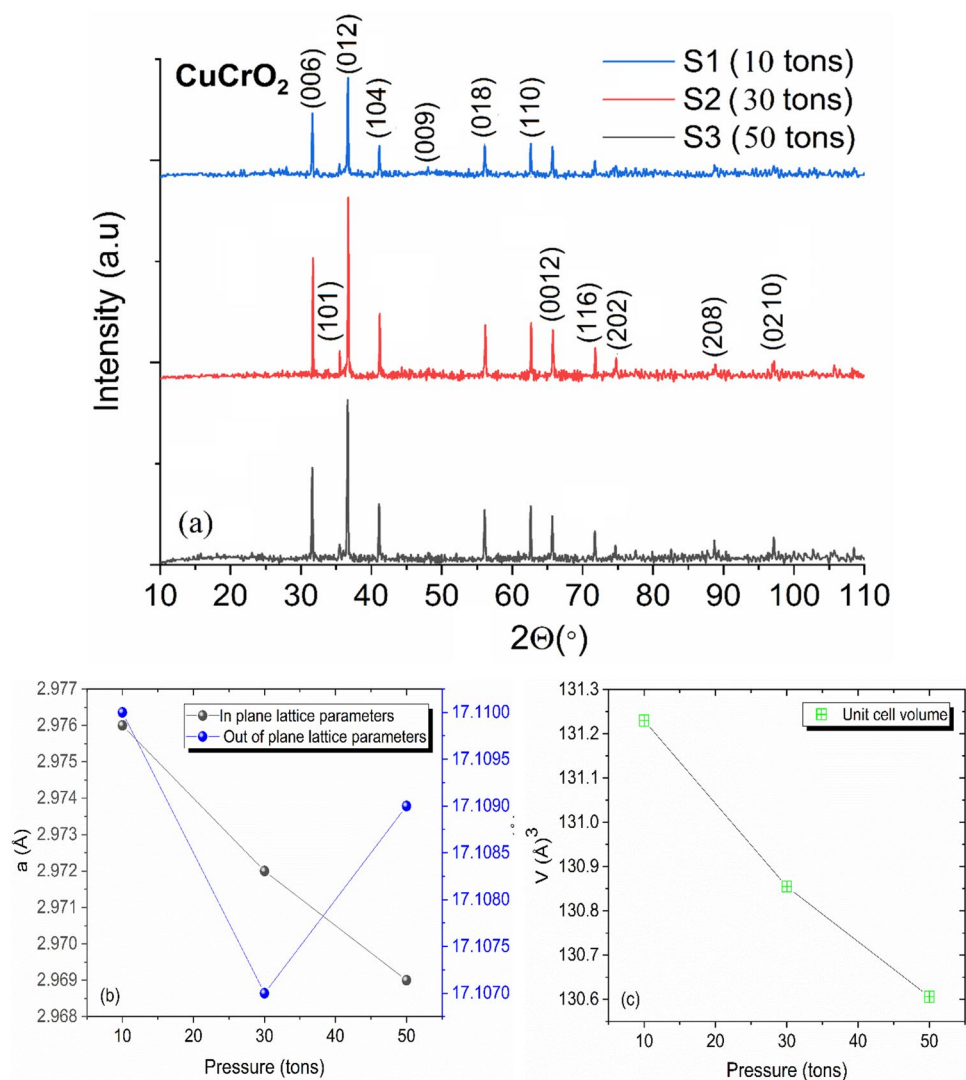 CuCrO₂
(006)
(012)
(104)
(009)
(018)
(110)
S1 (10 tons)
S2 (30 tons)
S3 (50 tons)
(101)
(0012)
(116)
(202)
(208)
(0210)
Intensity (a.u)
(a)
10 20 30 40 50 60 70 80 90 100 110
2Θ(°)
2.977
2.976
2.975
2.974
2.973
2.972
2.971
2.970
2.969
2.968
a (Å)
In plane lattice parameters
Out of plane lattice parameters
17.1100
17.1095
17.1090
17.1085
17.1080
17.1075
17.1070
(b)
10 20 30 40 50
Pressure (tons)
131.3
131.2
131.0
130.9
130.8
130.6
V (Å)³
Unit cell volume
(c)
10 20 30 40 50
Pressure (tons)